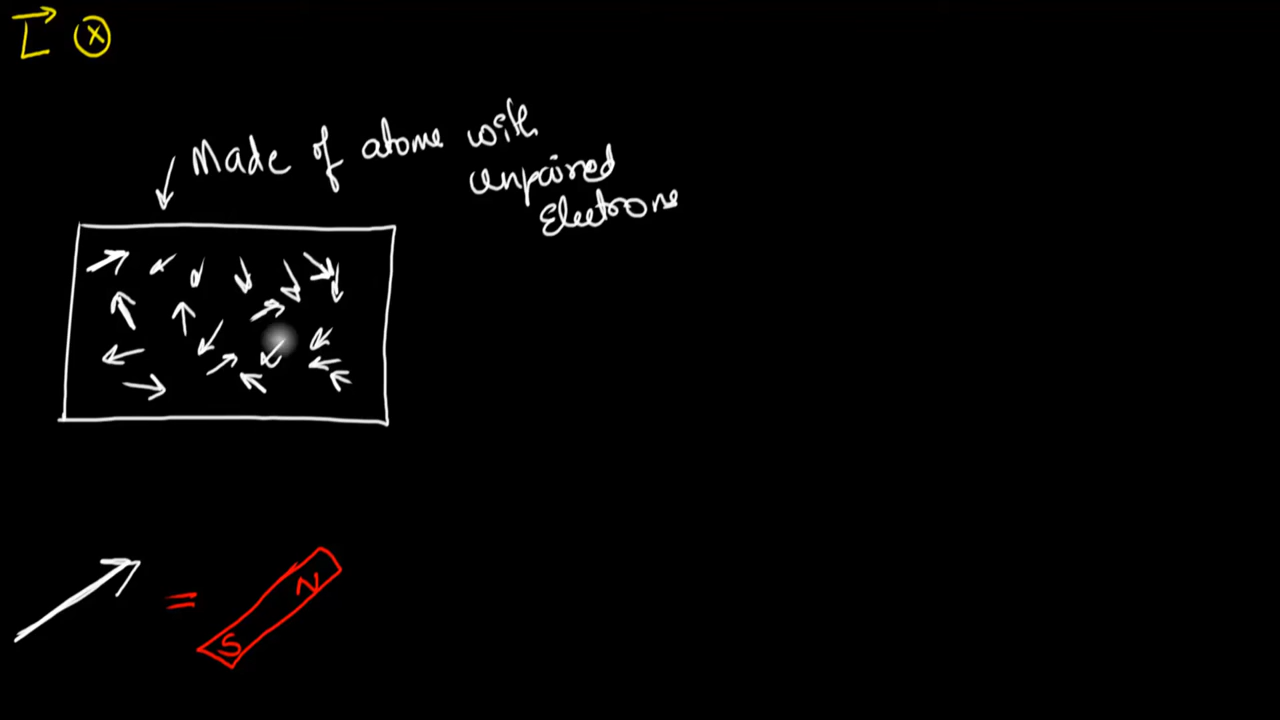 L ⊗
Made of atoms with
unpaired
Electrons
= S N